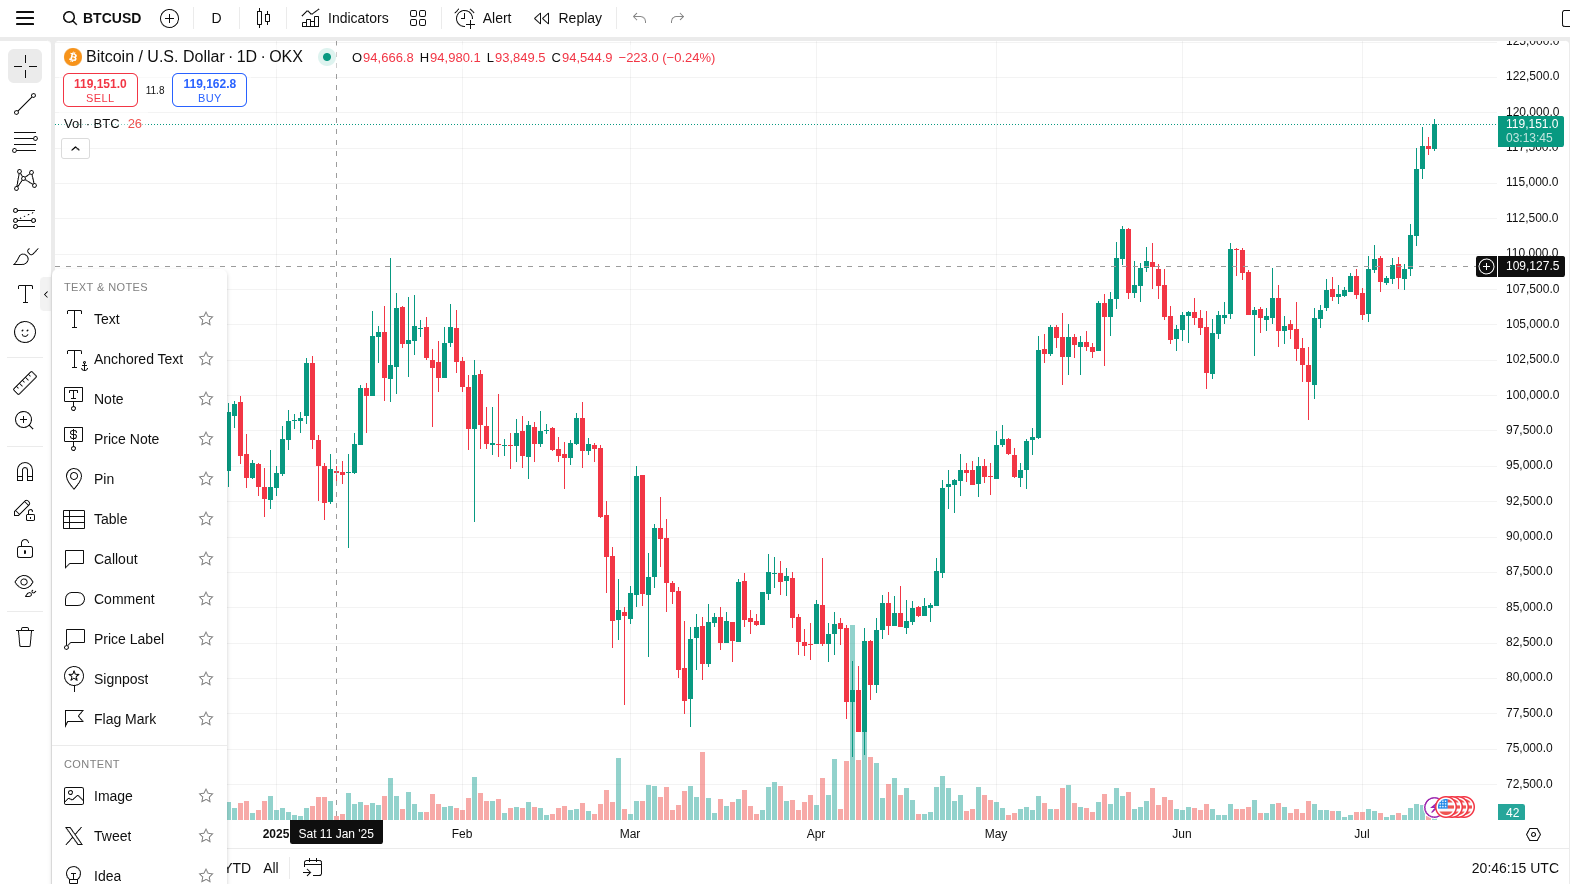 BTCUSD D Indicators Alert Replay
Bitcoin / U.S. Dollar · 1D · OKX O94,666.8 H94,980.1 L93,849.5 C94,544.9 −223.0 (−0.24%)
119,151.0
SELL
11.8
119,162.8
BUY
Vol · BTC 26
TEXT & NOTES
Text
Anchored Text
Note
Price Note
Pin
Table
Callout
Comment
Price Label
Signpost
Flag Mark
CONTENT
Image
Tweet
Idea
122,500.0
120,000.0
119,151.0
03:13:45
117,500.0
115,000.0
112,500.0
110,000.0
109,127.5
107,500.0
105,000.0
102,500.0
100,000.0
97,500.0
95,000.0
92,500.0
90,000.0
87,500.0
85,000.0
82,500.0
80,000.0
77,500.0
75,000.0
72,500.0
42
2025 Sat 11 Jan '25 Feb Mar Apr May Jun Jul
YTD All 20:46:15 UTC